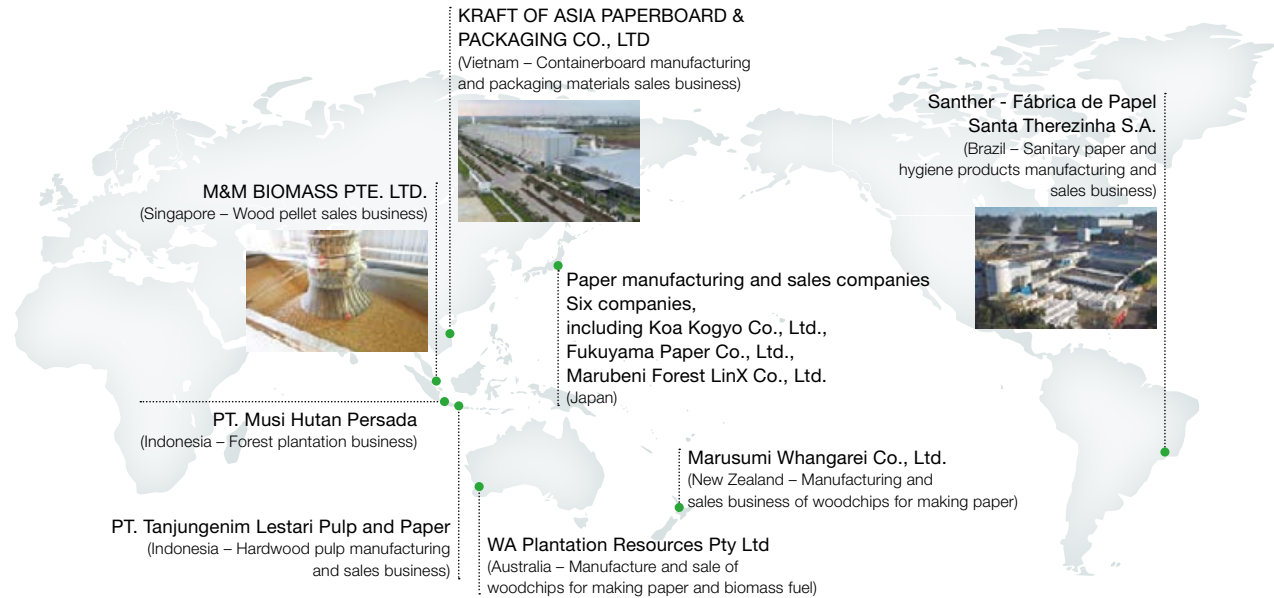 KRAFT OF ASIA PAPERBOARD &
PACKAGING CO., LTD
(Vietnam – Containerboard manufacturing
and packaging materials sales business)
Santher - Fábrica de Papel
Santa Therezinha S.A.
(Brazil – Sanitary paper and
hygiene products manufacturing and
sales business)
M&M BIOMASS PTE. LTD.
(Singapore – Wood pellet sales business)
Paper manufacturing and sales companies
Six companies,
including Koa Kogyo Co., Ltd.,
Fukuyama Paper Co., Ltd.,
Marubeni Forest LinX Co., Ltd.
(Japan)
PT. Musi Hutan Persada
(Indonesia – Forest plantation business)
Marusumi Whangarei Co., Ltd.
(New Zealand – Manufacturing and
sales business of woodchips for making paper)
PT. Tanjungenim Lestari Pulp and Paper
(Indonesia – Hardwood pulp manufacturing
and sales business)
WA Plantation Resources Pty Ltd
(Australia – Manufacture and sale of
woodchips for making paper and biomass fuel)